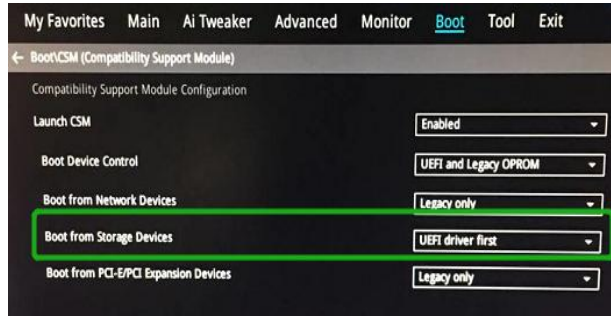 My Favorites Main Ai Tweaker Advanced Monitor Boot Tool Exit
← Boot\CSM (Compatibility Support Module)
Compatibility Support Module Configuration
Launch CSM Enabled
Boot Device Control UEFI and Legacy OPROM
Boot from Network Devices Legacy only
Boot from Storage Devices UEFI driver first
Boot from PCI-E/PCI Expansion Devices Legacy only